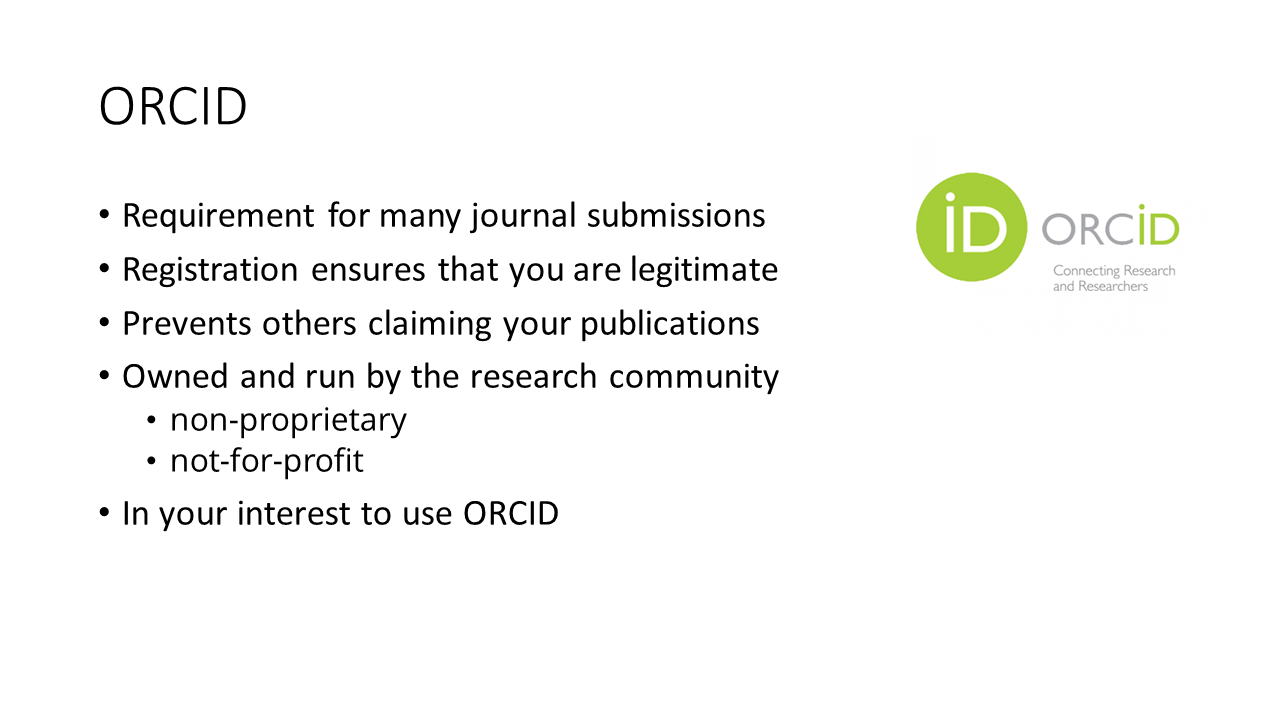 ORCID
• Requirement for many journal submissions
• Registration ensures that you are legitimate
• Prevents others claiming your publications
• Owned and run by the research community
• non-proprietary
• not-for-profit
• In your interest to use ORCID
iD
ORCiD
Connecting Research
and Researchers